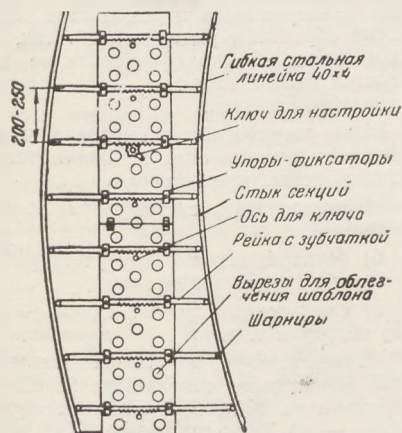 Гибкая стальная
линейка 40×4
200-250
Ключ для настройки
Упоры-фиксаторы
Стык секций
Ось для ключа
Рейка с зубчаткой
Вырезы для облег-
чения шаблона
Шарниры